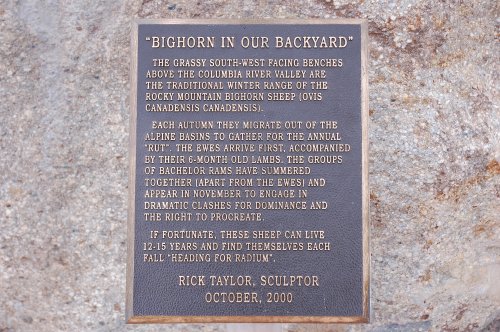 "BIGHORN IN OUR BACKYARD"
THE GRASSY SOUTH-WEST FACING BENCHES
ABOVE THE COLUMBIA RIVER VALLEY ARE
THE TRADITIONAL WINTER RANGE OF THE
ROCKY MOUNTAIN BIGHORN SHEEP (OVIS
CANADENSIS CANADENSIS).
EACH AUTUMN THEY MIGRATE OUT OF THE
ALPINE BASINS TO GATHER FOR THE ANNUAL
"RUT". THE EWES ARRIVE FIRST, ACCOMPANIED
BY THEIR 6-MONTH OLD LAMBS. THE GROUPS
OF BACHELOR RAMS HAVE SUMMERED
TOGETHER (APART FROM THE EWES) AND
APPEAR IN NOVEMBER TO ENGAGE IN
DRAMATIC CLASHES FOR DOMINANCE AND
THE RIGHT TO PROCREATE.
IF FORTUNATE, THESE SHEEP CAN LIVE
12-15 YEARS AND FIND THEMSELVES EACH
FALL "HEADING FOR RADIUM".
RICK TAYLOR, SCULPTOR
OCTOBER, 2000